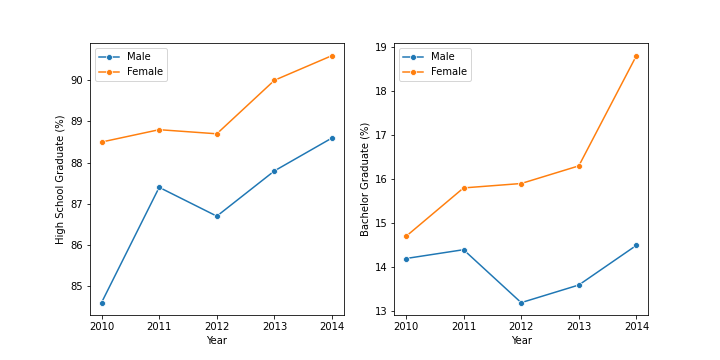 Male
Female
90
89
88
87
86
85
High School Graduate (%)
2010 2011 2012 2013 2014
Year
Male
Female
19
18
17
16
15
14
13
Bachelor Graduate (%)
2010 2011 2012 2013 2014
Year